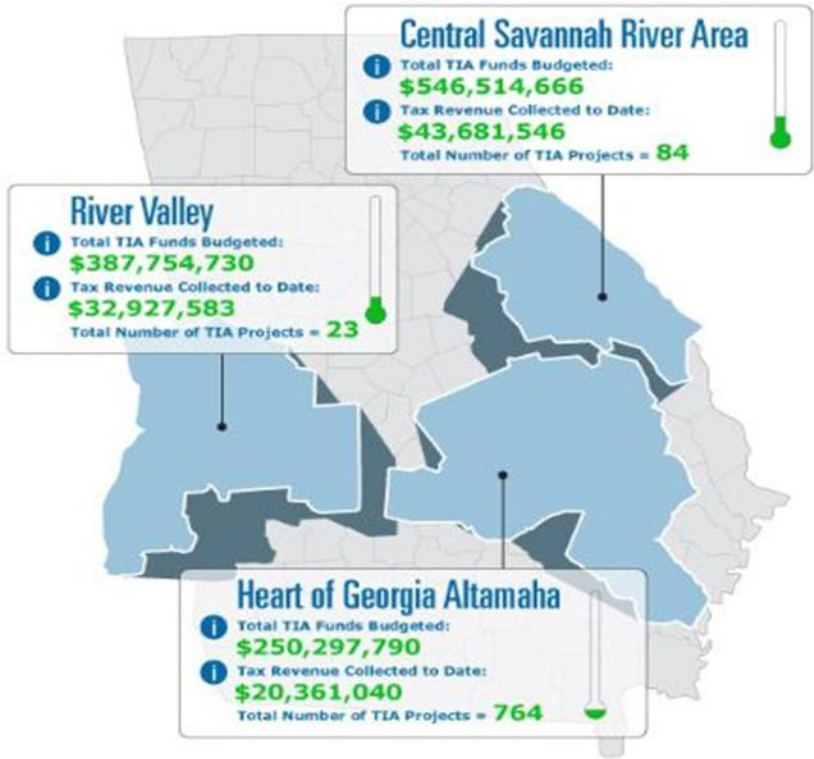 Central Savannah River Area
i Total TIA Funds Budgeted:
$546,514,666
i Tax Revenue Collected to Date:
$43,681,546
Total Number of TIA Projects = 84
River Valley
i Total TIA Funds Budgeted:
$387,754,730
i Tax Revenue Collected to Date:
$32,927,583
Total Number of TIA Projects = 23
Heart of Georgia Altamaha
i Total TIA Funds Budgeted:
$250,297,790
i Tax Revenue Collected to Date:
$20,361,040
Total Number of TIA Projects = 764